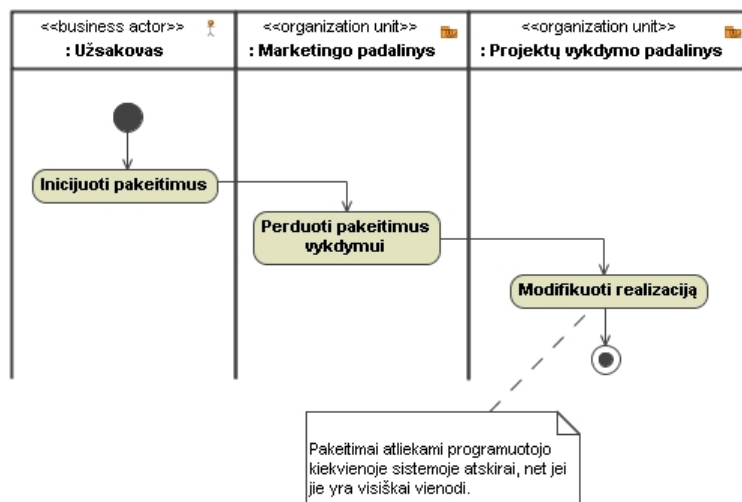 <<business actor>>
: Užsakovas
<<organization unit>>
: Marketingo padalinys
<<organization unit>>
: Projektų vykdymo padalinys
Inicijuoti pakeitimus
Perduoti pakeitimus
vykdymui
Modifikuoti realizaciją
Pakeitimai atliekami programuotojo
kiekvienoje sistemoje atskirai, net jei
jie yra visiškai vienodi.